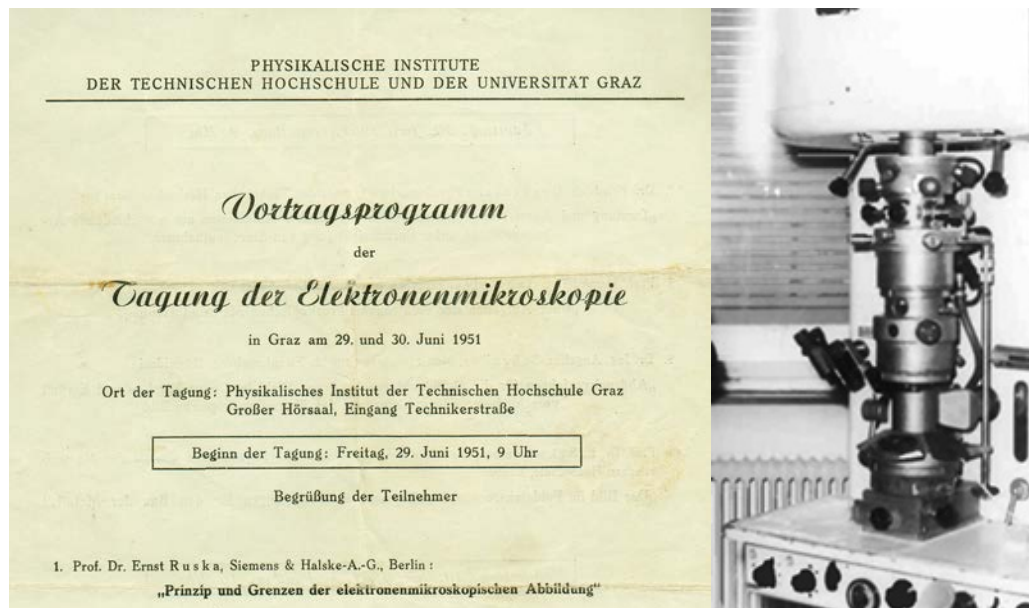 PHYSIKALISCHE INSTITUTE
DER TECHNISCHEN HOCHSCHULE UND DER UNIVERSITÄT GRAZ
Vortragsprogramm
der
Tagung der Elektronenmikroskopie
in Graz am 29. und 30. Juni 1951
Ort der Tagung: Physikalisches Institut der Technischen Hochschule Graz
Großer Hörsaal, Eingang Technikerstraße
Beginn der Tagung: Freitag, 29. Juni 1951, 9 Uhr
Begrüßung der Teilnehmer
1. Prof. Dr. Ernst Ruska, Siemens & Halske-A.-G., Berlin:
„Prinzip und Grenzen der elektronenmikroskopischen Abbildung“